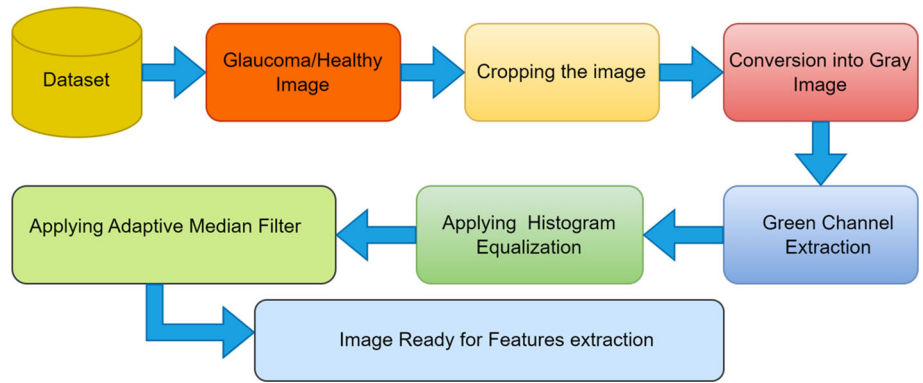 Dataset
Glaucoma/Healthy
Image
Cropping the image
Conversion into Gray
Image
Green Channel
Extraction
Applying Histogram
Equalization
Applying Adaptive Median Filter
Image Ready for Features extraction